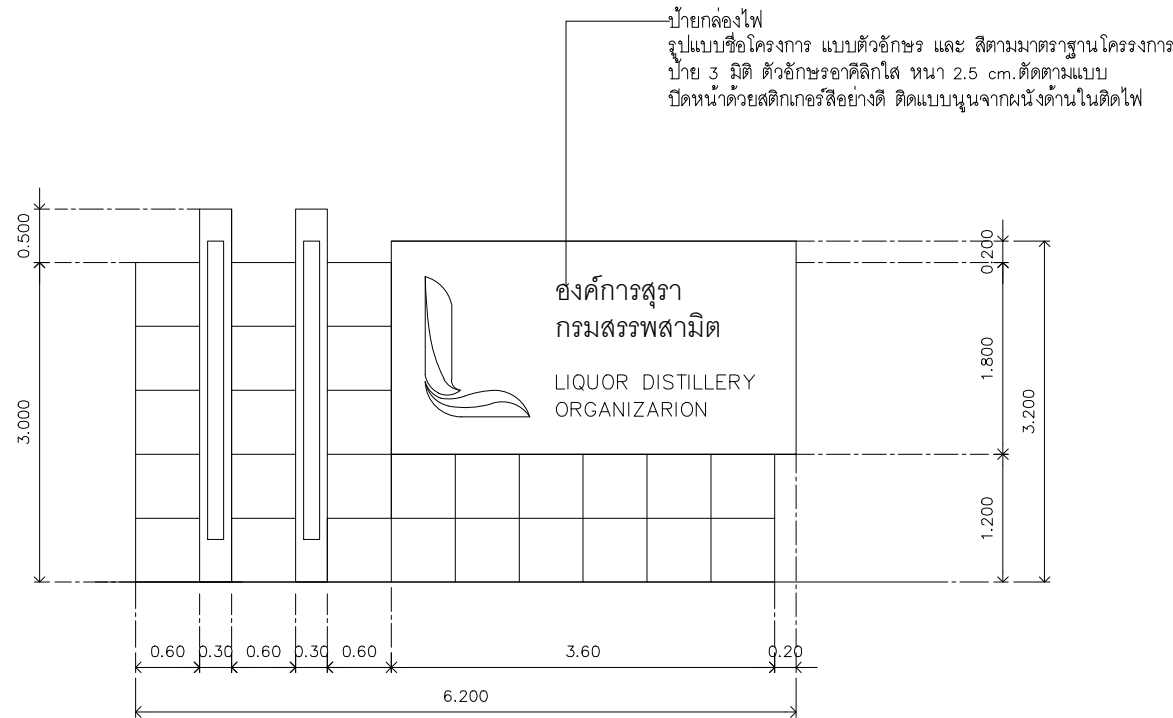 ป้ายกล่องไฟ
รูปแบบชื่อโครงการ แบบตัวอักษร และ สีตามมาตราฐานโครรงการ
ป้าย 3 มิติ ตัวอักษรอาคีลิกใส หนา 2.5 cm.ตัดตามแบบ
ปิดหน้าด้วยสติกเกอร์สีอย่างดี ติดแบบนูนจากผนังด้านในติดไฟ
0.500
3.000
องค์การสุรา
กรมสรรพสามิต
LIQUOR DISTILLERY
ORGANIZARION
0.200
1.800
1.200
3.200
0.60 0.30 0.60 0.30 0.60 3.60 0.20
6.200